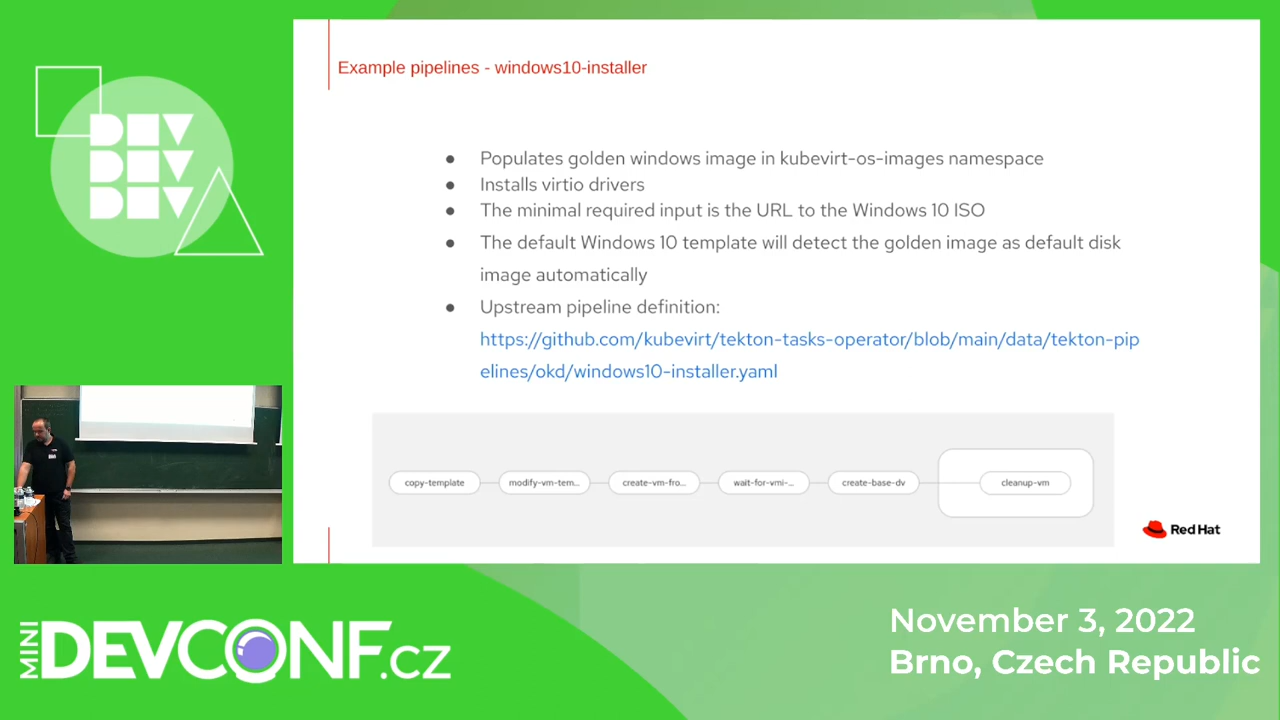 Example pipelines - windows10-installer
DEV
DEV
DEV
● Populates golden windows image in kubevirt-os-images namespace
● Installs virtio drivers
● The minimal required input is the URL to the Windows 10 ISO
● The default Windows 10 template will detect the golden image as default disk
image automatically
● Upstream pipeline definition:
https://github.com/kubevirt/tekton-tasks-operator/blob/main/data/tekton-pip
elines/okd/windows10-installer.yaml
copy-template modify-vm-tem... create-vm-fro... wait-for-vmi-... create-base-dv cleanup-vm
Red Hat
MINI DEVCONF.cz
November 3, 2022
Brno, Czech Republic